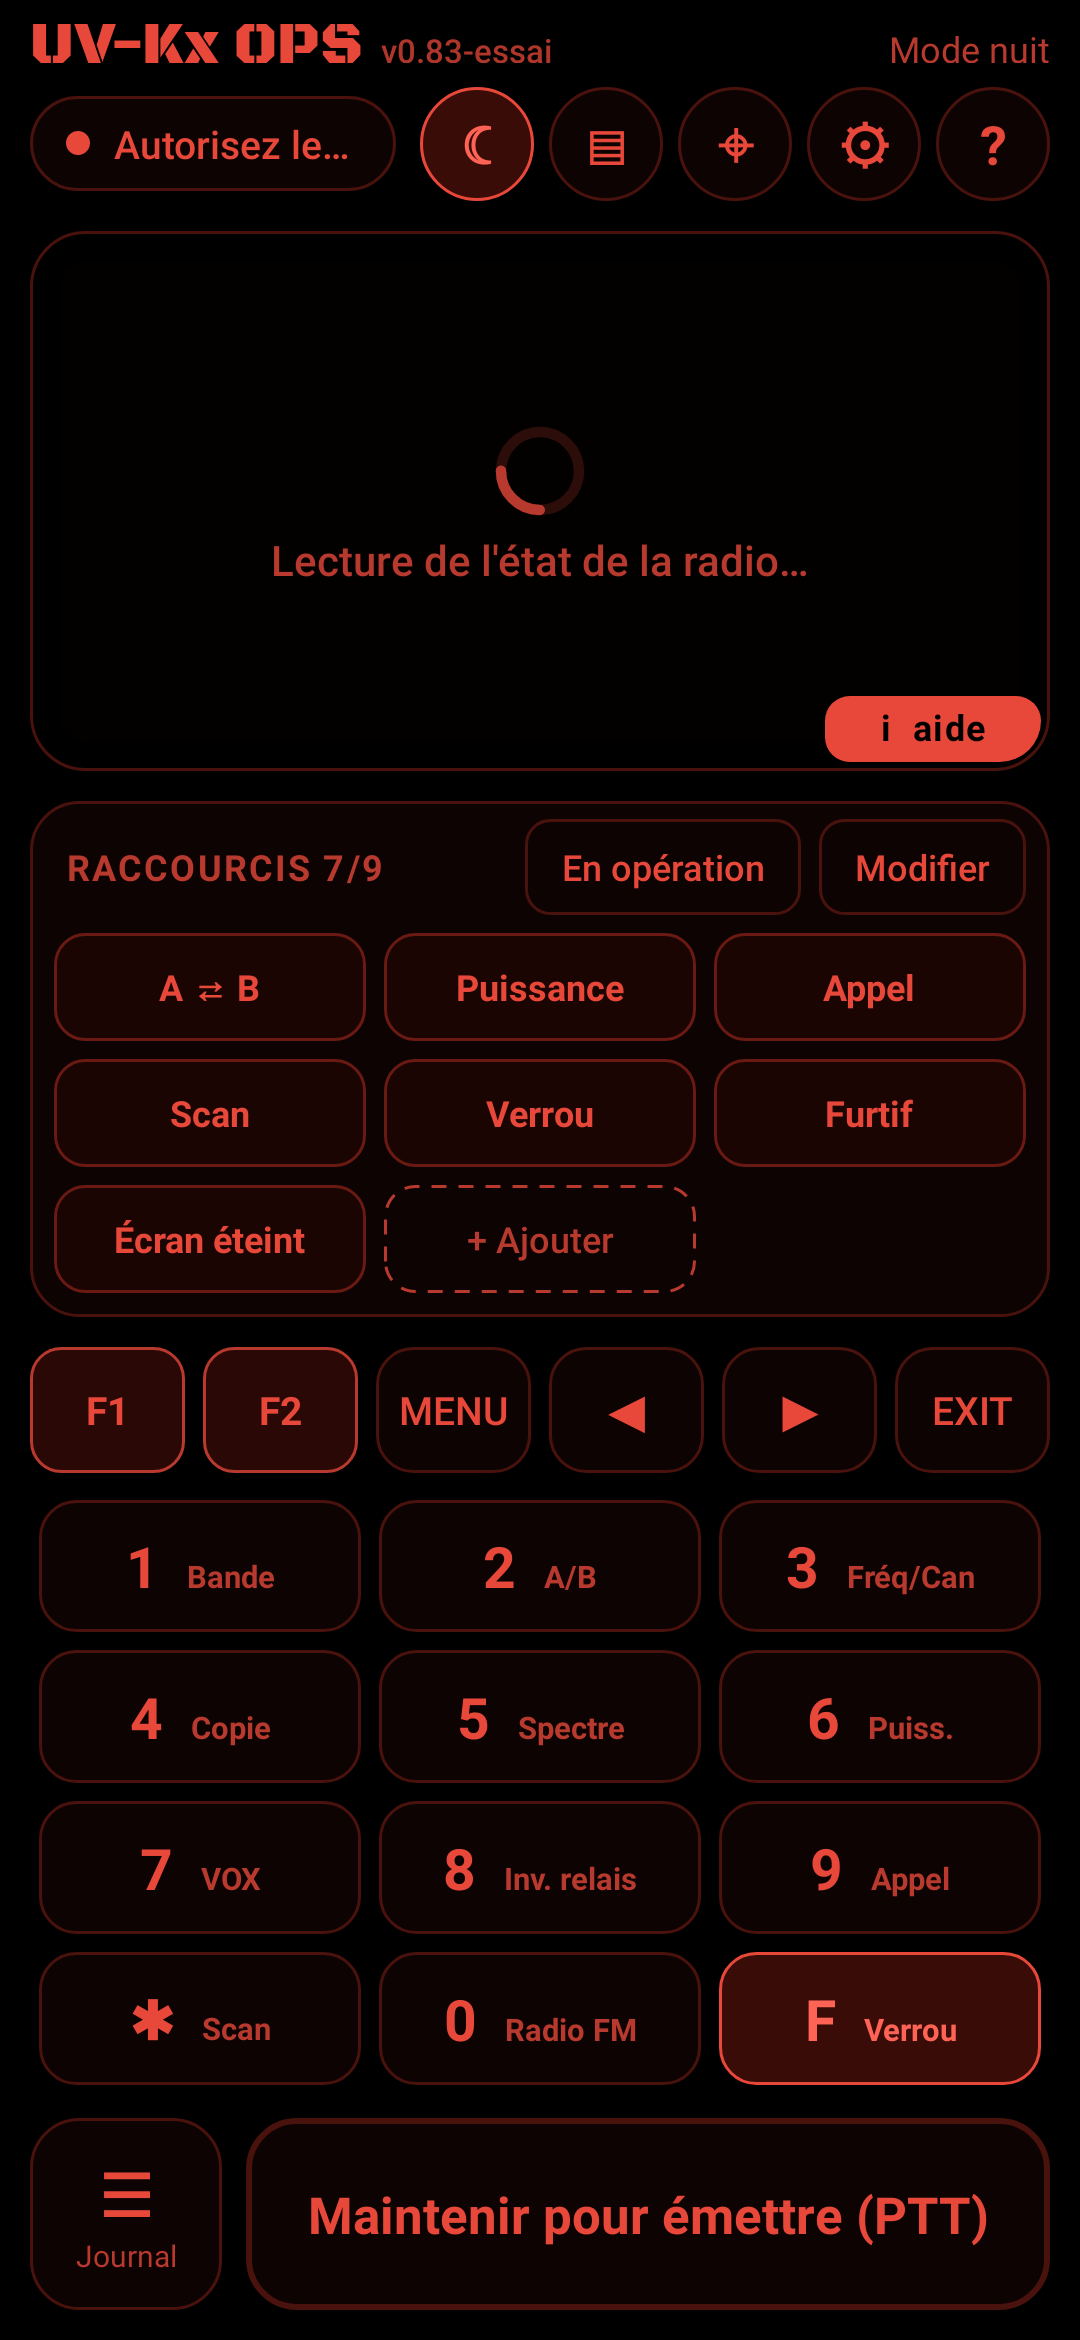 UV-Kx OPS v0.83-essai Mode nuit
Autorisez le... ?
Lecture de l'état de la radio...
i aide
RACCOURCIS 7/9 En opération Modifier
A ⇄ B Puissance Appel
Scan Verrou Furtif
Écran éteint + Ajouter
F1 F2 MENU ◀ ▶ EXIT
1 Bande 2 A/B 3 Fréq/Can
4 Copie 5 Spectre 6 Puiss.
7 VOX 8 Inv. relais 9 Appel
✱ Scan 0 Radio FM F Verrou
Maintenir pour émettre (PTT)
Journal